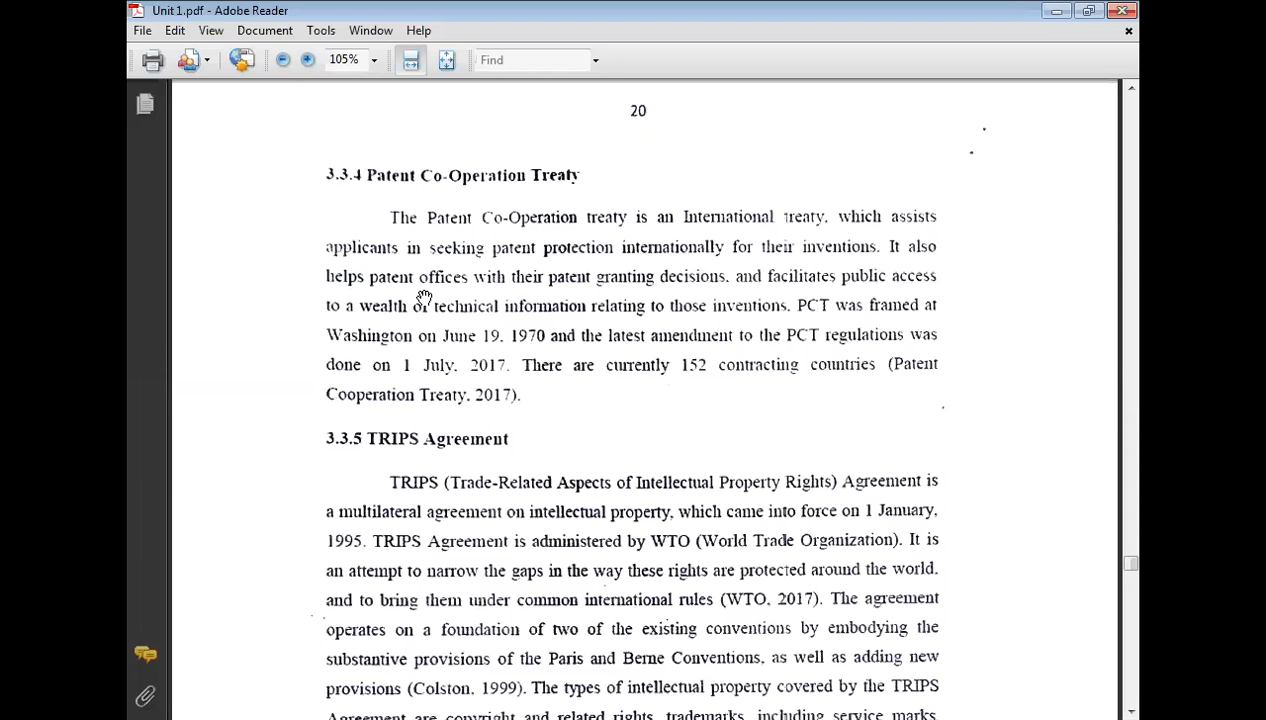 Unit 1.pdf - Adobe Reader
File Edit View Document Tools Window Help
105% Find
20
3.3.4 Patent Co-Operation Treaty
The Patent Co-Operation treaty is an International treaty, which assists
applicants in seeking patent protection internationally for their inventions. It also
helps patent offices with their patent granting decisions, and facilitates public access
to a wealth of technical information relating to those inventions. PCT was framed at
Washington on June 19, 1970 and the latest amendment to the PCT regulations was
done on 1 July, 2017. There are currently 152 contracting countries (Patent
Cooperation Treaty, 2017).
3.3.5 TRIPS Agreement
TRIPS (Trade-Related Aspects of Intellectual Property Rights) Agreement is
a multilateral agreement on intellectual property, which came into force on 1 January,
1995. TRIPS Agreement is administered by WTO (World Trade Organization). It is
an attempt to narrow the gaps in the way these rights are protected around the world,
and to bring them under common international rules (WTO, 2017). The agreement
operates on a foundation of two of the existing conventions by embodying the
substantive provisions of the Paris and Berne Conventions, as well as adding new
provisions (Colston, 1999). The types of intellectual property covered by the TRIPS
Agreement are copyright and related rights, trademarks, including service marks,